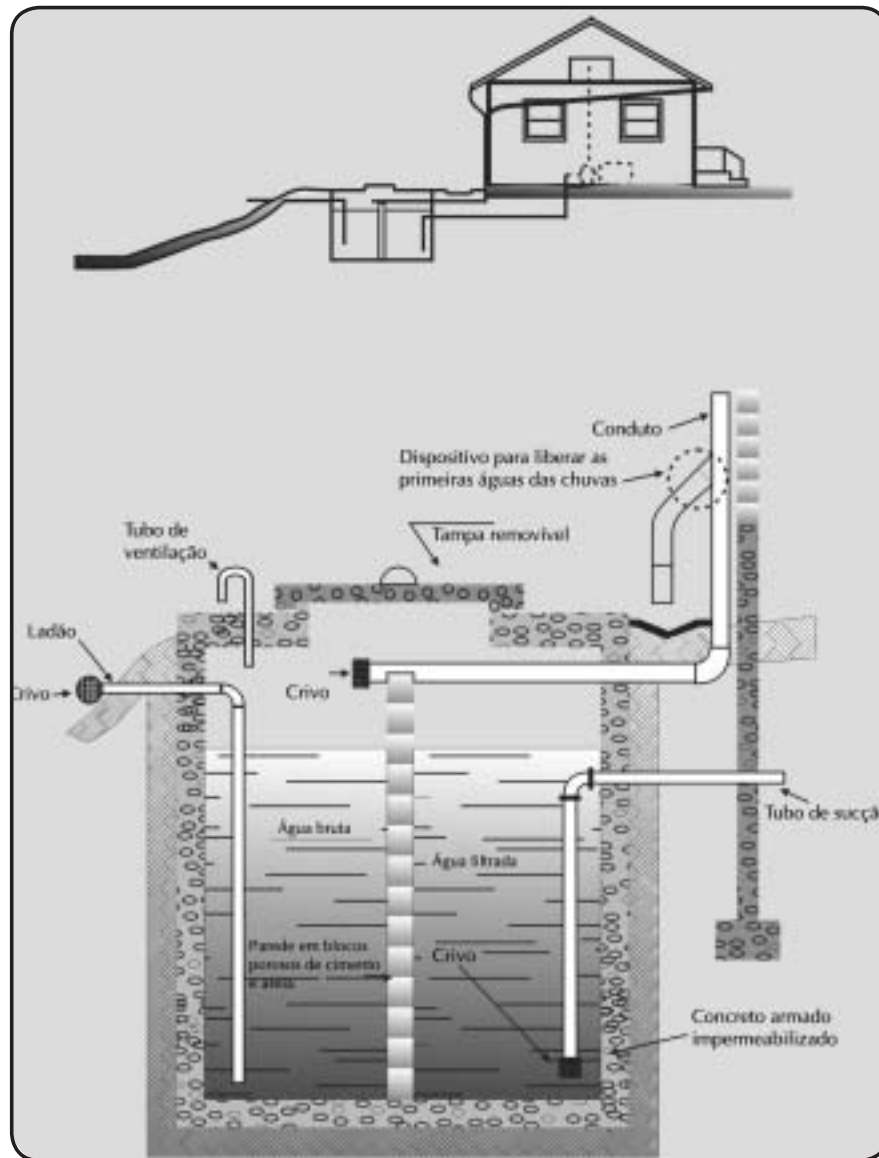 Conduto
Dispositivo para liberar as
primeiras águas das chuvas
Tubo de
ventilação
Tampa removível
Ladão
Crivo
Crivo
Tubo de sucção
Água bruta
Água filtrada
Parede em blocos
porosos de cimento
e areia
Crivo
Concreto armado
impermeabilizado